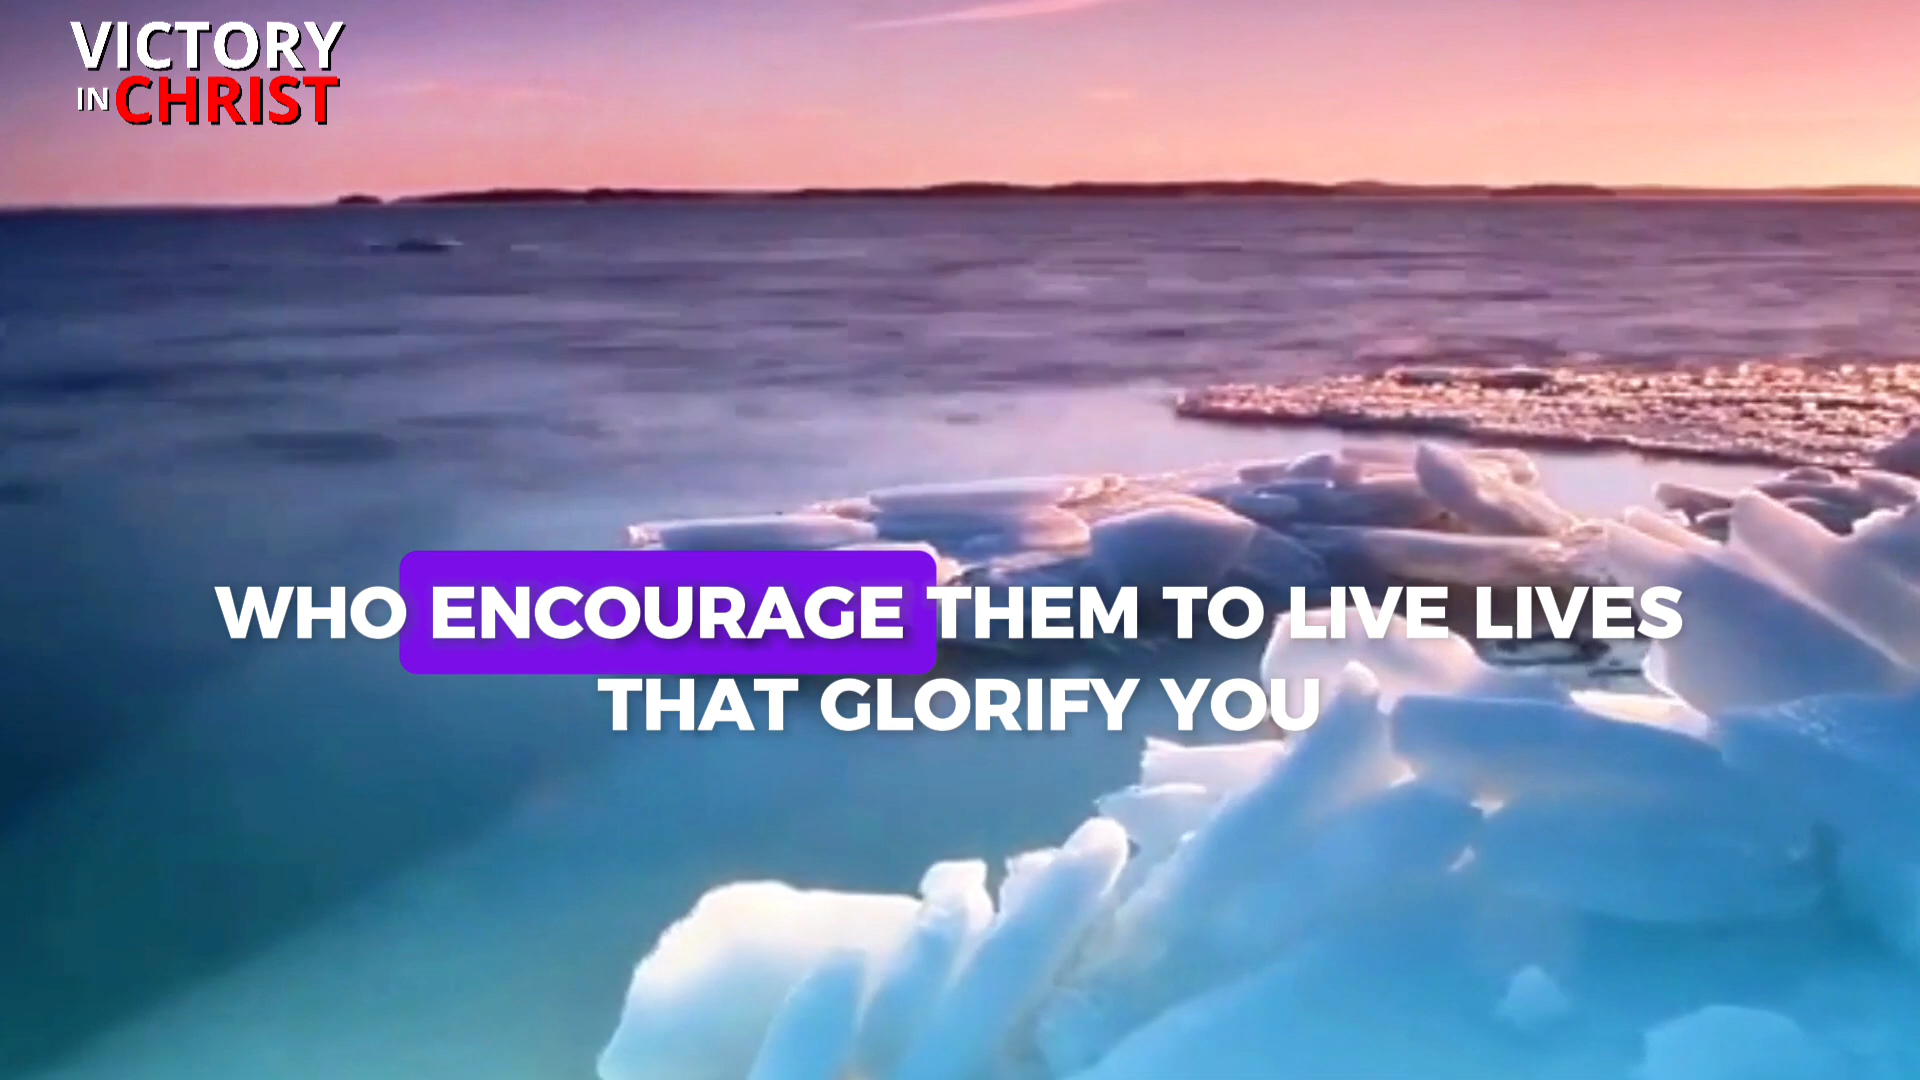 VICTORY
IN CHRIST
WHO ENCOURAGE THEM TO LIVE LIVES
THAT GLORIFY YOU